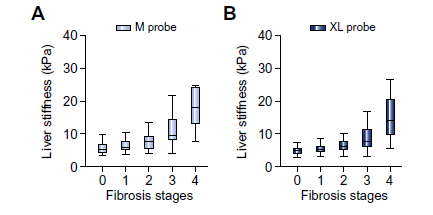 A
M probe
Liver stiffness (kPa)
40
30
20
10
0
0 1 2 3 4
Fibrosis stages
B
XL probe
Liver stiffness (kPa)
40
30
20
10
0
0 1 2 3 4
Fibrosis stages